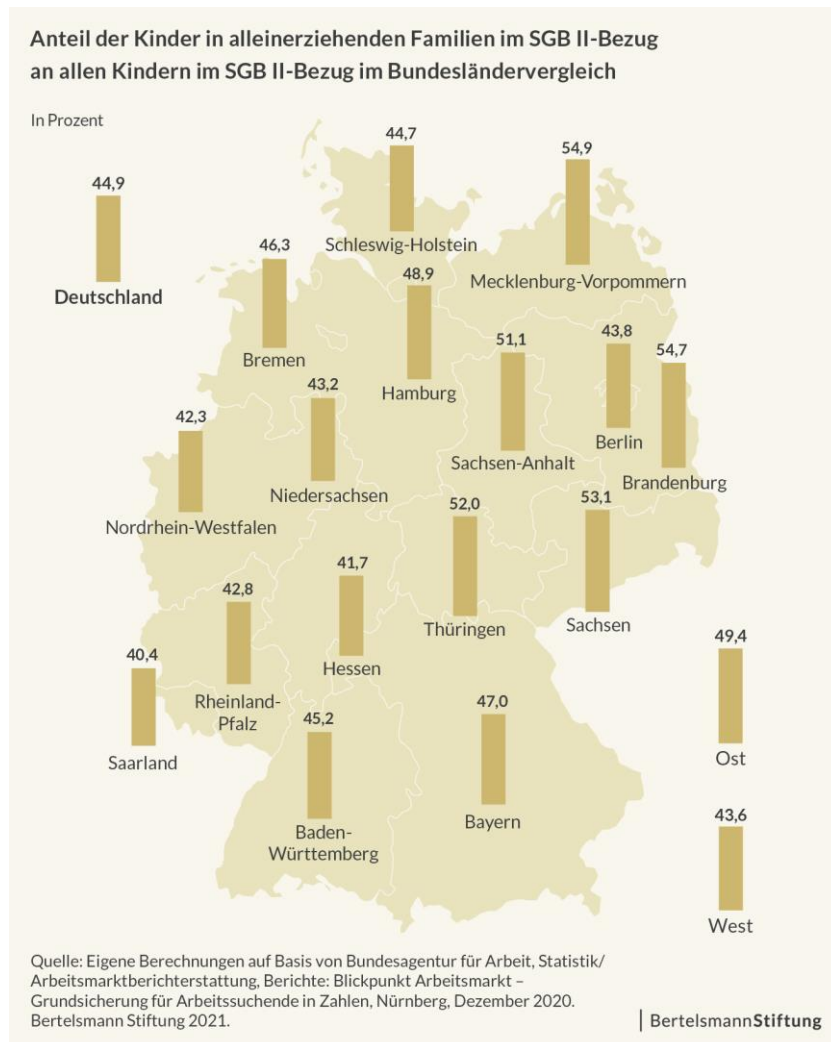 Anteil der Kinder in alleinerziehenden Familien im SGB II-Bezug
an allen Kindern im SGB II-Bezug im Bundesländervergleich
In Prozent
44,9
Deutschland
44,7
Schleswig-Holstein
54,9
Mecklenburg-Vorpommern
46,3
Bremen
48,9
Hamburg
43,8
Berlin
54,7
Brandenburg
51,1
Sachsen-Anhalt
43,2
Niedersachsen
42,3
Nordrhein-Westfalen
52,0
Thüringen
53,1
Sachsen
41,7
Hessen
42,8
Rheinland-
Pfalz
40,4
Saarland
45,2
Baden-
Württemberg
47,0
Bayern
49,4
Ost
43,6
West
Quelle: Eigene Berechnungen auf Basis von Bundesagentur für Arbeit, Statistik/
Arbeitsmarktberichterstattung, Berichte: Blickpunkt Arbeitsmarkt –
Grundsicherung für Arbeitssuchende in Zahlen, Nürnberg, Dezember 2020.
Bertelsmann Stiftung 2021.
BertelsmannStiftung